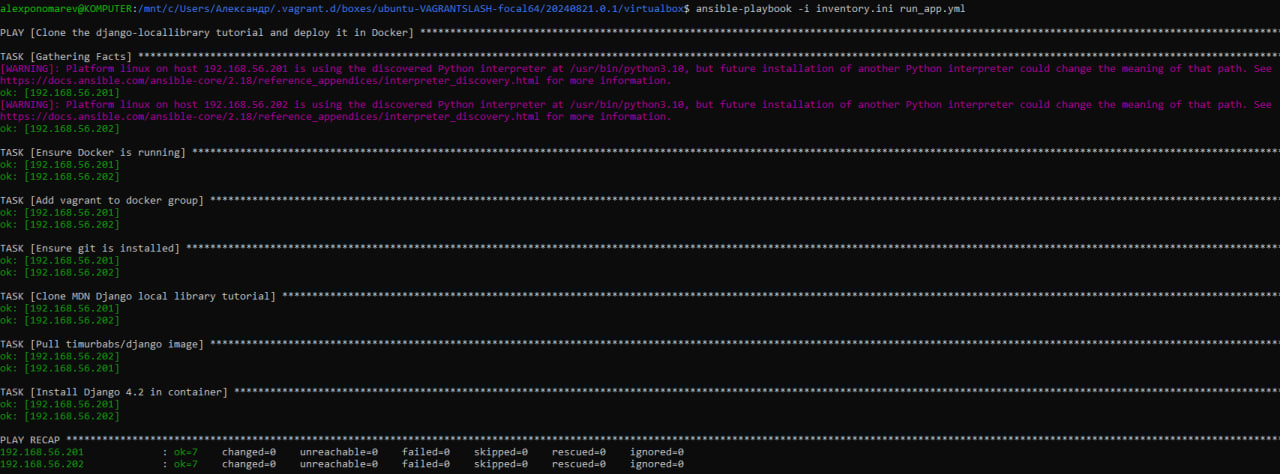 alexponomarev@KOMPUTER:/mnt/c/Users/Александр/.vagrant.d/boxes/ubuntu-VAGRANTSLASH-focal64/20240821.0.1/virtualbox$ ansible-playbook -i inventory.ini run_app.yml
PLAY [Clone the django-locallibrary tutorial and deploy it in Docker] ************************************************************************************************************************************************
TASK [Gathering Facts] ************************************************************************************************************************************************
[WARNING]: Platform linux on host 192.168.56.201 is using the discovered Python interpreter at /usr/bin/python3.10, but future installation of another Python interpreter could change the meaning of that path. See
https://docs.ansible.com/ansible-core/2.18/reference_appendices/interpreter_discovery.html for more information.
ok: [192.168.56.201]
[WARNING]: Platform linux on host 192.168.56.202 is using the discovered Python interpreter at /usr/bin/python3.10, but future installation of another Python interpreter could change the meaning of that path. See
https://docs.ansible.com/ansible-core/2.18/reference_appendices/interpreter_discovery.html for more information.
ok: [192.168.56.202]
TASK [Ensure Docker is running] ************************************************************************************************************************************************
ok: [192.168.56.201]
ok: [192.168.56.202]
TASK [Add vagrant to docker group] ************************************************************************************************************************************************
ok: [192.168.56.201]
ok: [192.168.56.202]
TASK [Ensure git is installed] ************************************************************************************************************************************************
ok: [192.168.56.201]
ok: [192.168.56.202]
TASK [Clone MDN Django local library tutorial] ************************************************************************************************************************************************
ok: [192.168.56.201]
ok: [192.168.56.202]
TASK [Pull timurbabs/django image] ************************************************************************************************************************************************
ok: [192.168.56.202]
ok: [192.168.56.201]
TASK [Install Django 4.2 in container] ************************************************************************************************************************************************
ok: [192.168.56.201]
ok: [192.168.56.202]
PLAY RECAP ************************************************************************************************************************************************
192.168.56.201 : ok=7 changed=0 unreachable=0 failed=0 skipped=0 rescued=0 ignored=0
192.168.56.202 : ok=7 changed=0 unreachable=0 failed=0 skipped=0 rescued=0 ignored=0